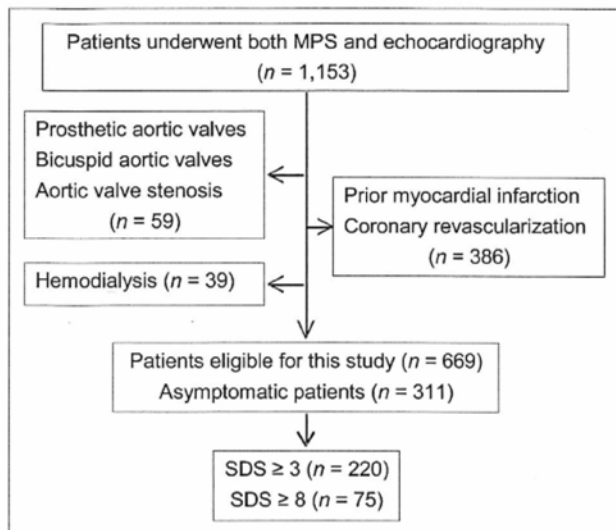 Patients underwent both MPS and echocardiography
(n = 1,153)
Prosthetic aortic valves
Bicuspid aortic valves
Aortic valve stenosis
(n = 59)
Prior myocardial infarction
Coronary revascularization
(n = 386)
Hemodialysis (n = 39)
Patients eligible for this study (n = 669)
Asymptomatic patients (n = 311)
SDS ≥ 3 (n = 220)
SDS ≥ 8 (n = 75)